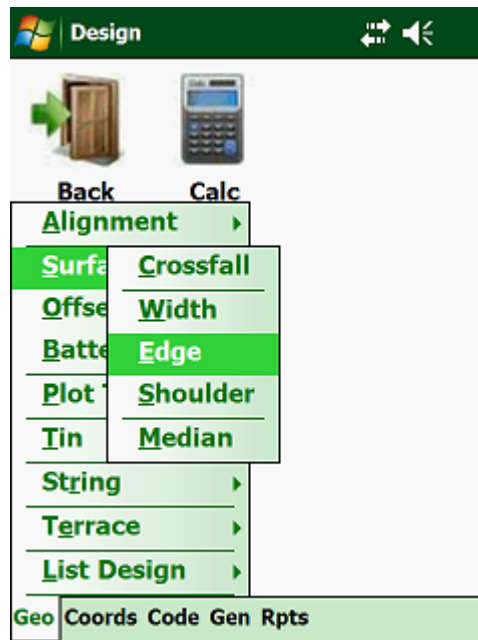 Design
Back Calc
Alignment
Surfa
Crossfall
Offse
Width
Batte
Edge
Plot
Shoulder
Tin
Median
String
Terrace
List Design
Geo Coords Code Gen Rpts